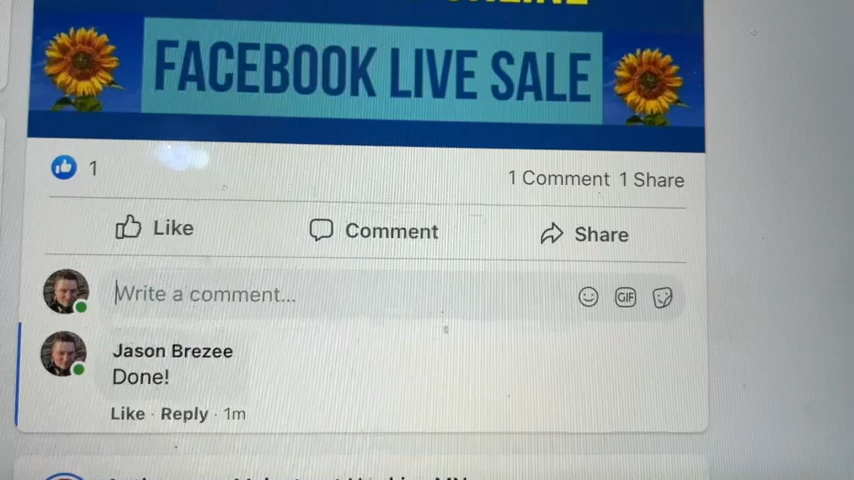 FACEBOOK LIVE SALE
1
1 Comment 1 Share
Like
Comment
Share
Write a comment...
GIF
Jason Brezee
Done!
Like · Reply · 1m